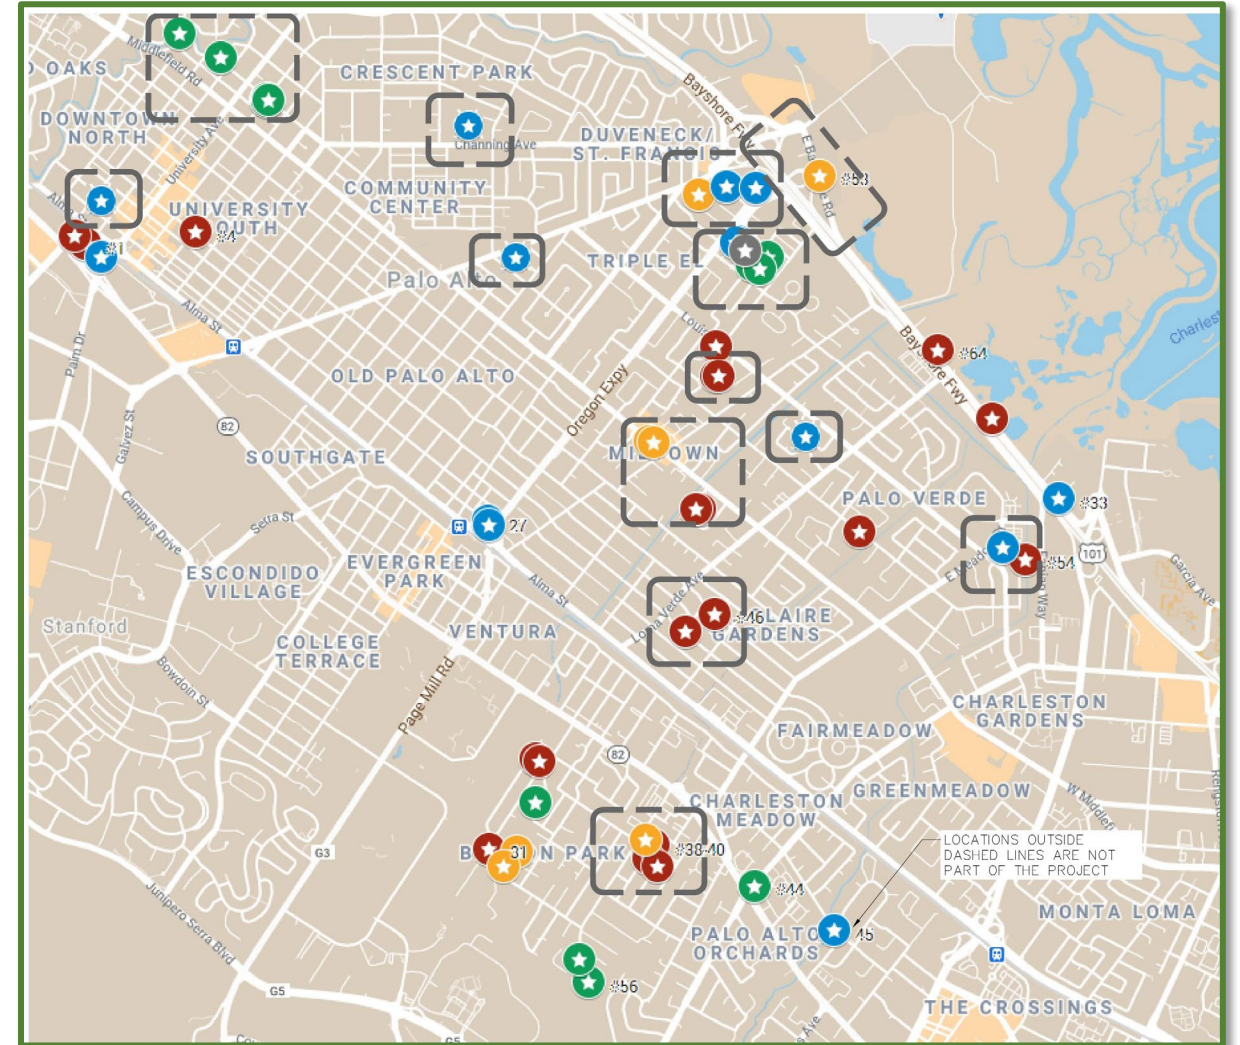 Middlefield Rd
OAKS
CRESCENT PARK
Bayshore Fwy
DOWNTOWN
NORTH
University Ave
Channing Ave
DUVENECK/
ST. FRANCIS
COMMUNITY
CENTER
#53
UNIVERSITY
SOUTH
#4
#1
Palo Alto
TRIPLE EL
Alma St
Palm Dr
Louis
#64
Bayshore Fwy
Charles
OLD PALO ALTO
Oregon Expy
82
Galvez St
SOUTHGATE
MIDTOWN
PALO VERDE
#33
Campus Drive
Serra St
27
101
EVERGREEN
PARK
ESCONDIDO
VILLAGE
Alma St
E Meadow
#54
Garcia Ave
Stanford
COLLEGE
TERRACE
VENTURA
Loma Verde Ave
#46
GARDENS
Bowdoin St
Page Mill Rd
CHARLESTON
GARDENS
FAIRMEADOW
82
CHARLESTON
MEADOW
GREENMEADOW
W Middlef
G3
31
PARK
#38-40
LOCATIONS OUTSIDE
DASHED LINES ARE NOT
PART OF THE PROJECT
Junipero Serra Blvd
#44
MONTA LOMA
PALO ALTO
ORCHARDS
45
G5
#56
THE CROSSINGS
G5